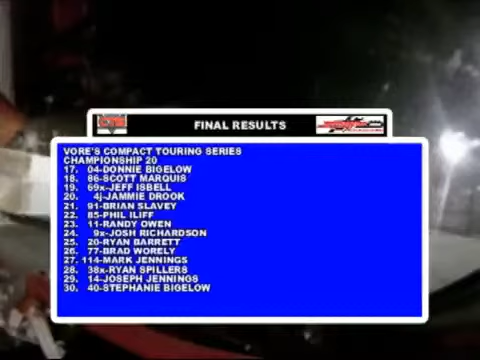 FINAL RESULTS
VORE'S COMPACT TOURING SERIES
CHAMPIONSHIP 20
17. 04-DONNIE BIGELOW
18. 86-SCOTT MARQUIS
19. 69x-JEFF ISBELL
20. 4j-JAMMIE DROOK
21. 91-BRIAN SLAVEY
22. 85-PHIL ILIFF
23. 11-RANDY OWEN
24. 9x-JOSH RICHARDSON
25. 20-RYAN BARRETT
26. 77-BRAD WORELY
27. 114-MARK JENNINGS
28. 38x-RYAN SPILLERS
29. 14-JOSEPH JENNINGS
30. 40-STEPHANIE BIGELOW